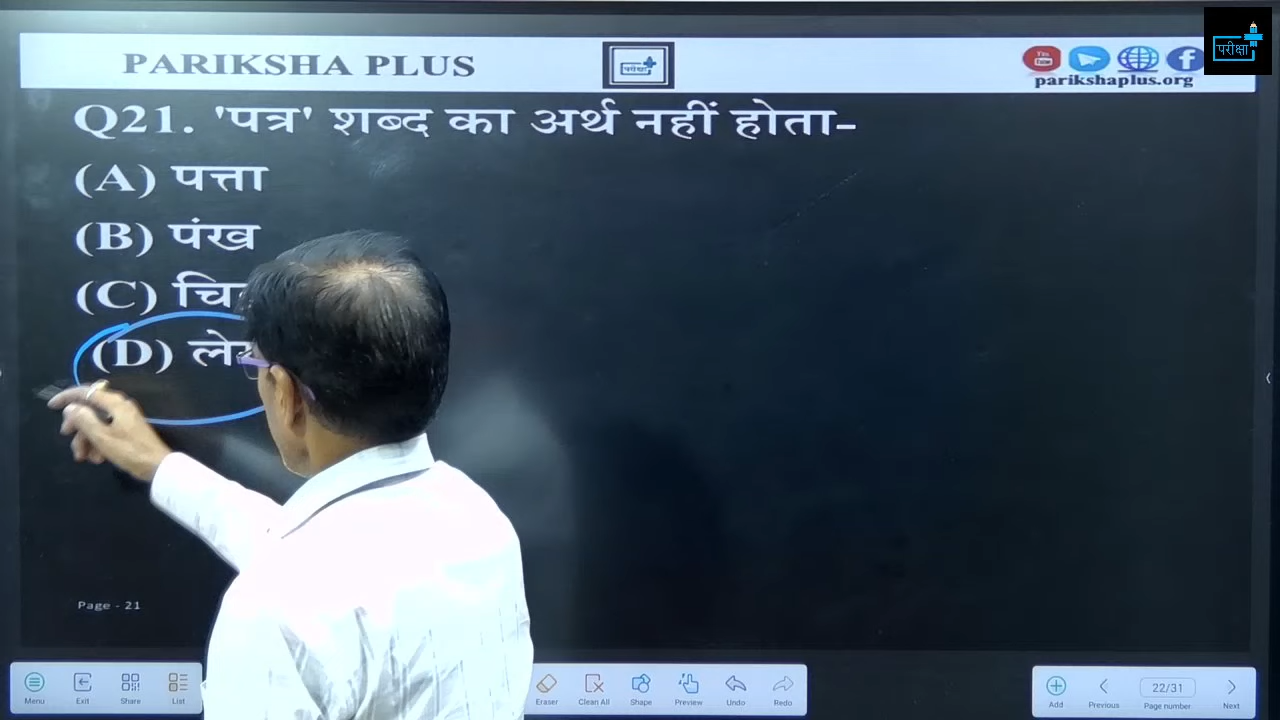 PARIKSHA PLUS
परीक्षा
परीक्षा
parikshaplus.org
Q21. 'पत्र' शब्द का अर्थ नहीं होता-
(A) पत्ता
(B) पंख
(C)
(D)
Page - 21
Menu
Exit
Share
List
Eraser
Clean All
Shape
Preview
Undo
Redo
Add
Previous
22/31
Page number
Next